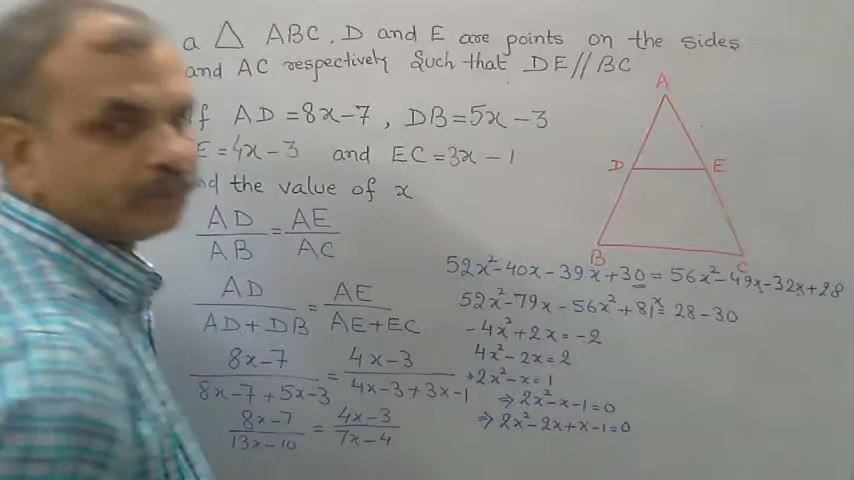 a △ ABC. D and E are points on the sides
and AC respectively Such that DE//BC
If AD = 8x-7, DB = 5x-3
E = 4x-3 and EC = 3x-1
nd the value of x
AD/AB = AE/AC
AD/(AD+DB) = AE/(AE+EC)
(8x-7)/(8x-7+5x-3) = (4x-3)/(4x-3+3x-1)
(8x-7)/(13x-10) = (4x-3)/(7x-4)
A
D E
B C
52x²-40x-39x+30 = 56x²-49x-32x+28
52x²-79x-56x²+81x = 28-30
-4x²+2x = -2
4x²-2x = 2
2x²-x = 1
⇒ 2x²-x-1=0
⇒ 2x²-2x+x-1=0